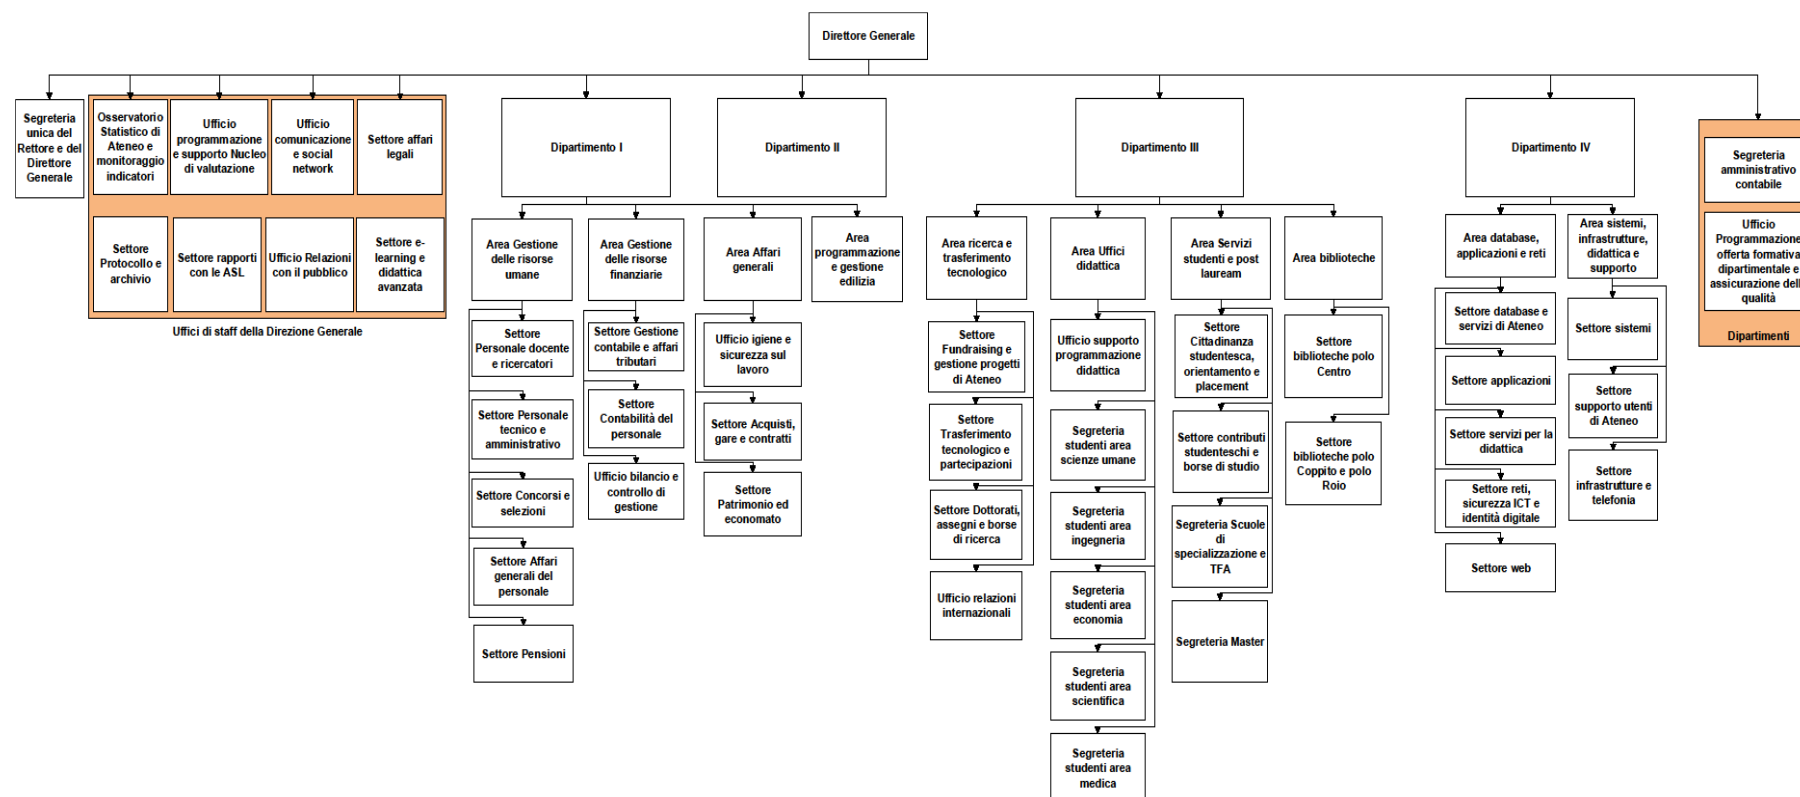 Direttore Generale
Segreteria
unica del
Rettore e del
Direttore
Generale
Osservatorio
Statistico di
Ateneo e
monitoraggio
indicatori
Ufficio
programmazione
e supporto Nucleo
di valutazione
Ufficio
comunicazione
e social
network
Settore affari
legali
Settore
Protocollo e
archivio
Settore rapporti
con le ASL
Ufficio Relazioni
con il pubblico
Settore e-
learning e
didattica
avanzata
Uffici di staff della Direzione Generale
Dipartimento I
Dipartimento II
Dipartimento III
Dipartimento IV
Segreteria
amministrativo
contabile
Ufficio
Programmazione
offerta formativa
dipartimentale e
assicurazione della
qualità
Dipartimenti
Area Gestione
delle risorse
umane
Settore
Personale docente
e ricercatori
Settore Personale
tecnico e
amministrativo
Settore Concorsi e
selezioni
Settore Affari
generali del
personale
Settore Pensioni
Area Gestione
delle risorse
finanziarie
Settore Gestione
contabile e affari
tributari
Settore
Contabilità del
personale
Ufficio bilancio e
controllo di
gestione
Area Affari
generali
Ufficio igiene e
sicurezza sul
lavoro
Settore Acquisti,
gare e contratti
Settore
Patrimonio ed
economato
Area
programmazione
e gestione
edilizia
Area ricerca e
trasferimento
tecnologico
Settore
Fundraising e
gestione progetti
di Ateneo
Settore
Trasferimento
tecnologico e
partecipazioni
Settore Dottorati,
assegni e borse
di ricerca
Ufficio relazioni
internazionali
Area Uffici
didattica
Ufficio supporto
programmazione
didattica
Segreteria
studenti area
scienze umane
Segreteria
studenti area
ingegneria
Segreteria
studenti area
economia
Segreteria
studenti area
scientifica
Segreteria
studenti area
medica
Area Servizi
studenti e post
lauream
Settore
Cittadinanza
studentesca,
orientamento e
placement
Settore contributi
studenteschi e
borse di studio
Segreteria Scuole
di
specializzazione e
TFA
Segreteria Master
Area biblioteche
Settore
biblioteche polo
Centro
Settore
biblioteche polo
Coppito e polo
Roio
Area database,
applicazioni e reti
Settore database e
servizi di Ateneo
Settore applicazioni
Settore servizi per la
didattica
Settore reti,
sicurezza ICT e
identità digitale
Settore web
Area sistemi,
infrastrutture,
didattica e
supporto
Settore sistemi
Settore
supporto utenti
di Ateneo
Settore
infrastrutture e
telefonia